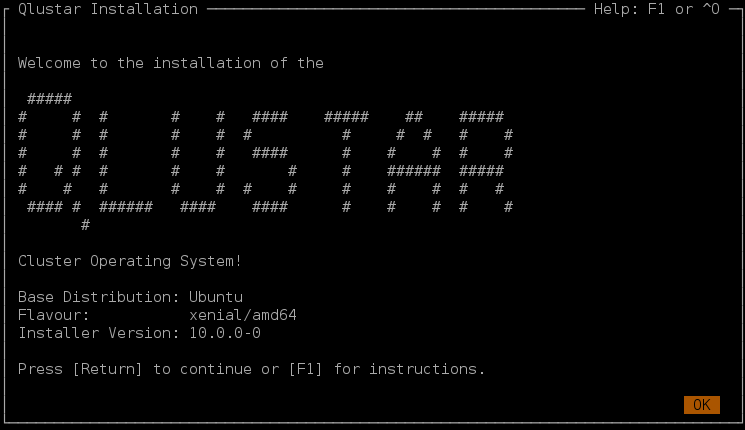 Qlustar Installation
Help: F1 or ^O
Welcome to the installation of the
QLUSTAR
Cluster Operating System!
Base Distribution: Ubuntu
Flavour: xenial/amd64
Installer Version: 10.0.0-0
Press [Return] to continue or [F1] for instructions.
OK